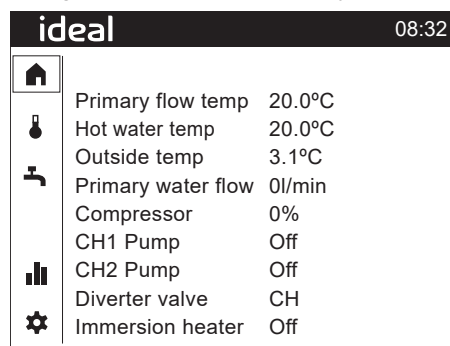 ideal 08:32
Primary flow temp 20.0ºC
Hot water temp 20.0ºC
Outside temp 3.1ºC
Primary water flow 0l/min
Compressor 0%
CH1 Pump Off
CH2 Pump Off
Diverter valve CH
Immersion heater Off